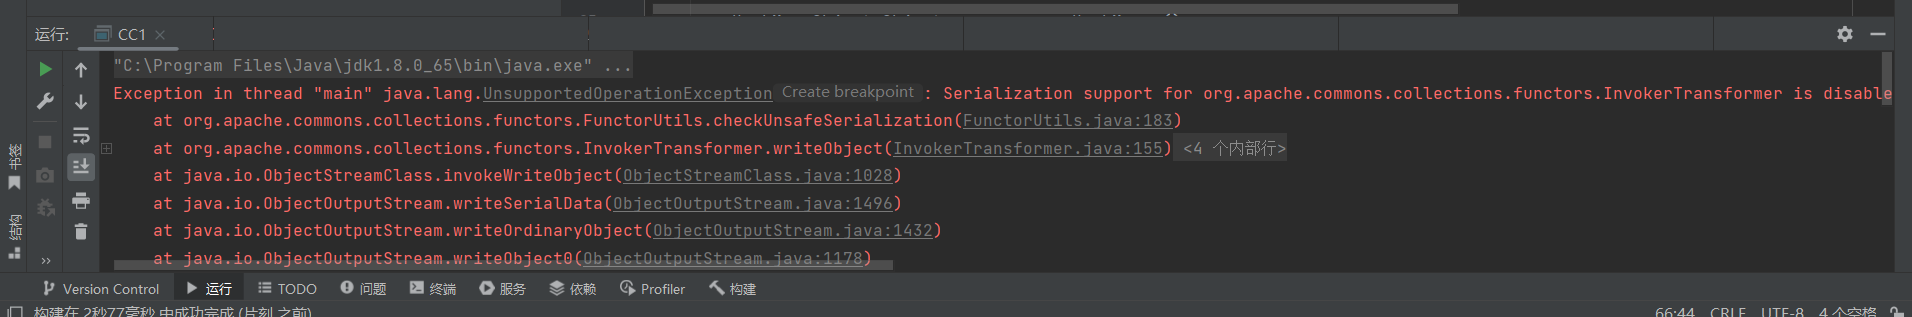 运行: CC1
"C:\Program Files\Java\jdk1.8.0_65\bin\java.exe" ...
Exception in thread "main" java.lang.UnsupportedOperationException Create breakpoint : Serialization support for org.apache.commons.collections.functors.InvokerTransformer is disable
at org.apache.commons.collections.functors.FunctorUtils.checkUnsafeSerialization(FunctorUtils.java:183)
at org.apache.commons.collections.functors.InvokerTransformer.writeObject(InvokerTransformer.java:155) <4 个内部行>
at java.io.ObjectStreamClass.invokeWriteObject(ObjectStreamClass.java:1028)
at java.io.ObjectOutputStream.writeSerialData(ObjectOutputStream.java:1496)
at java.io.ObjectOutputStream.writeOrdinaryObject(ObjectOutputStream.java:1432)
at java.io.ObjectOutputStream.writeObject0(ObjectOutputStream.java:1178)
书签
结构
Version Control 运行 TODO 问题 终端 服务 依赖 Profiler 构建
构建在 2秒77毫秒 中成功完成 (片刻 之前) 66:44 CRLF UTF-8 4 个空格